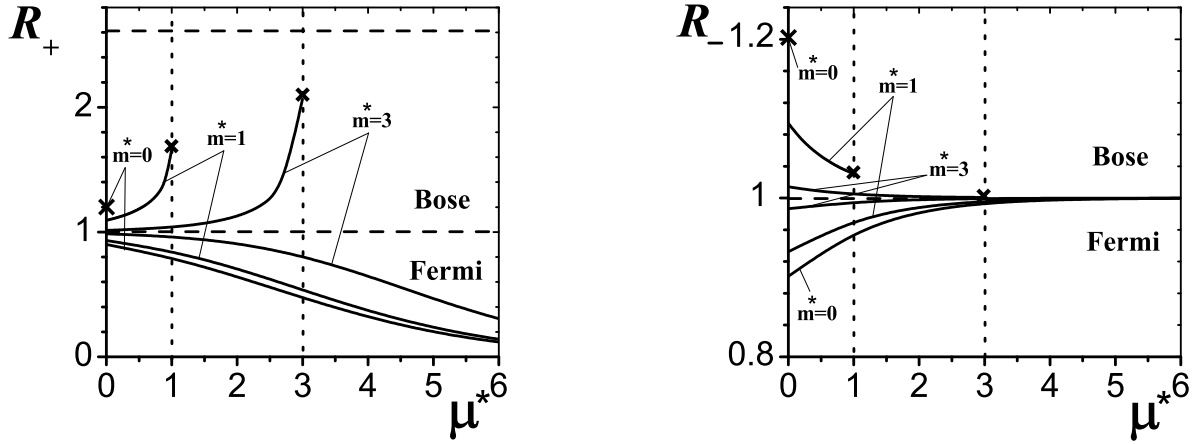 R+
2
1
0
0 1 2 3 4 5 6
μ*
m*=0
m*=1
m*=3
Bose
Fermi
R−
1.2
1
0.8
0 1 2 3 4 5 6
μ*
m*=0
m*=1
m*=3
Bose
Fermi
m*=0